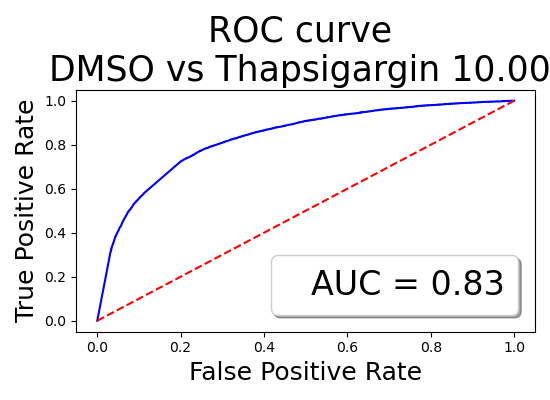 ROC curve
DMSO vs Thapsigargin 10.00
True Positive Rate
1.0
0.8
0.6
0.4
0.2
0.0
AUC = 0.83
0.0 0.2 0.4 0.6 0.8 1.0
False Positive Rate